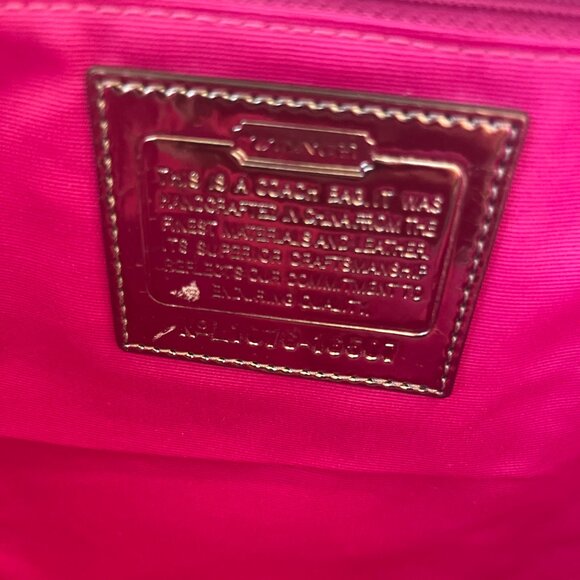 COACH
THIS IS A COACH BAG. IT WAS
HANDCRAFTED IN CHINA FROM THE
FINEST MATERIALS AND LEATHER.
ITS SUPERIOR CRAFTSMANSHIP
REFLECTS OUR COMMITMENT TO
ENDURING QUALITY.